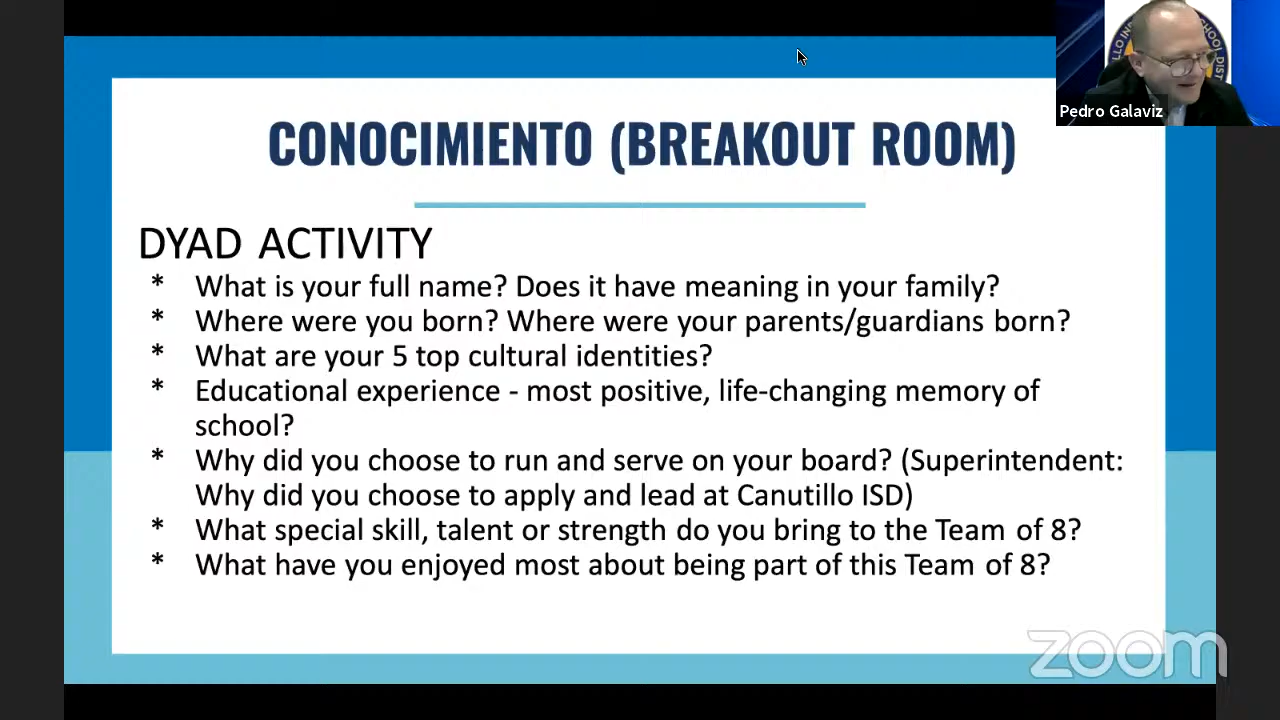 CONOCIMIENTO (BREAKOUT ROOM)
Pedro Galaviz
DYAD ACTIVITY
* What is your full name? Does it have meaning in your family?
* Where were you born? Where were your parents/guardians born?
* What are your 5 top cultural identities?
* Educational experience - most positive, life-changing memory of
school?
* Why did you choose to run and serve on your board? (Superintendent:
Why did you choose to apply and lead at Canutillo ISD)
* What special skill, talent or strength do you bring to the Team of 8?
* What have you enjoyed most about being part of this Team of 8?
zoom